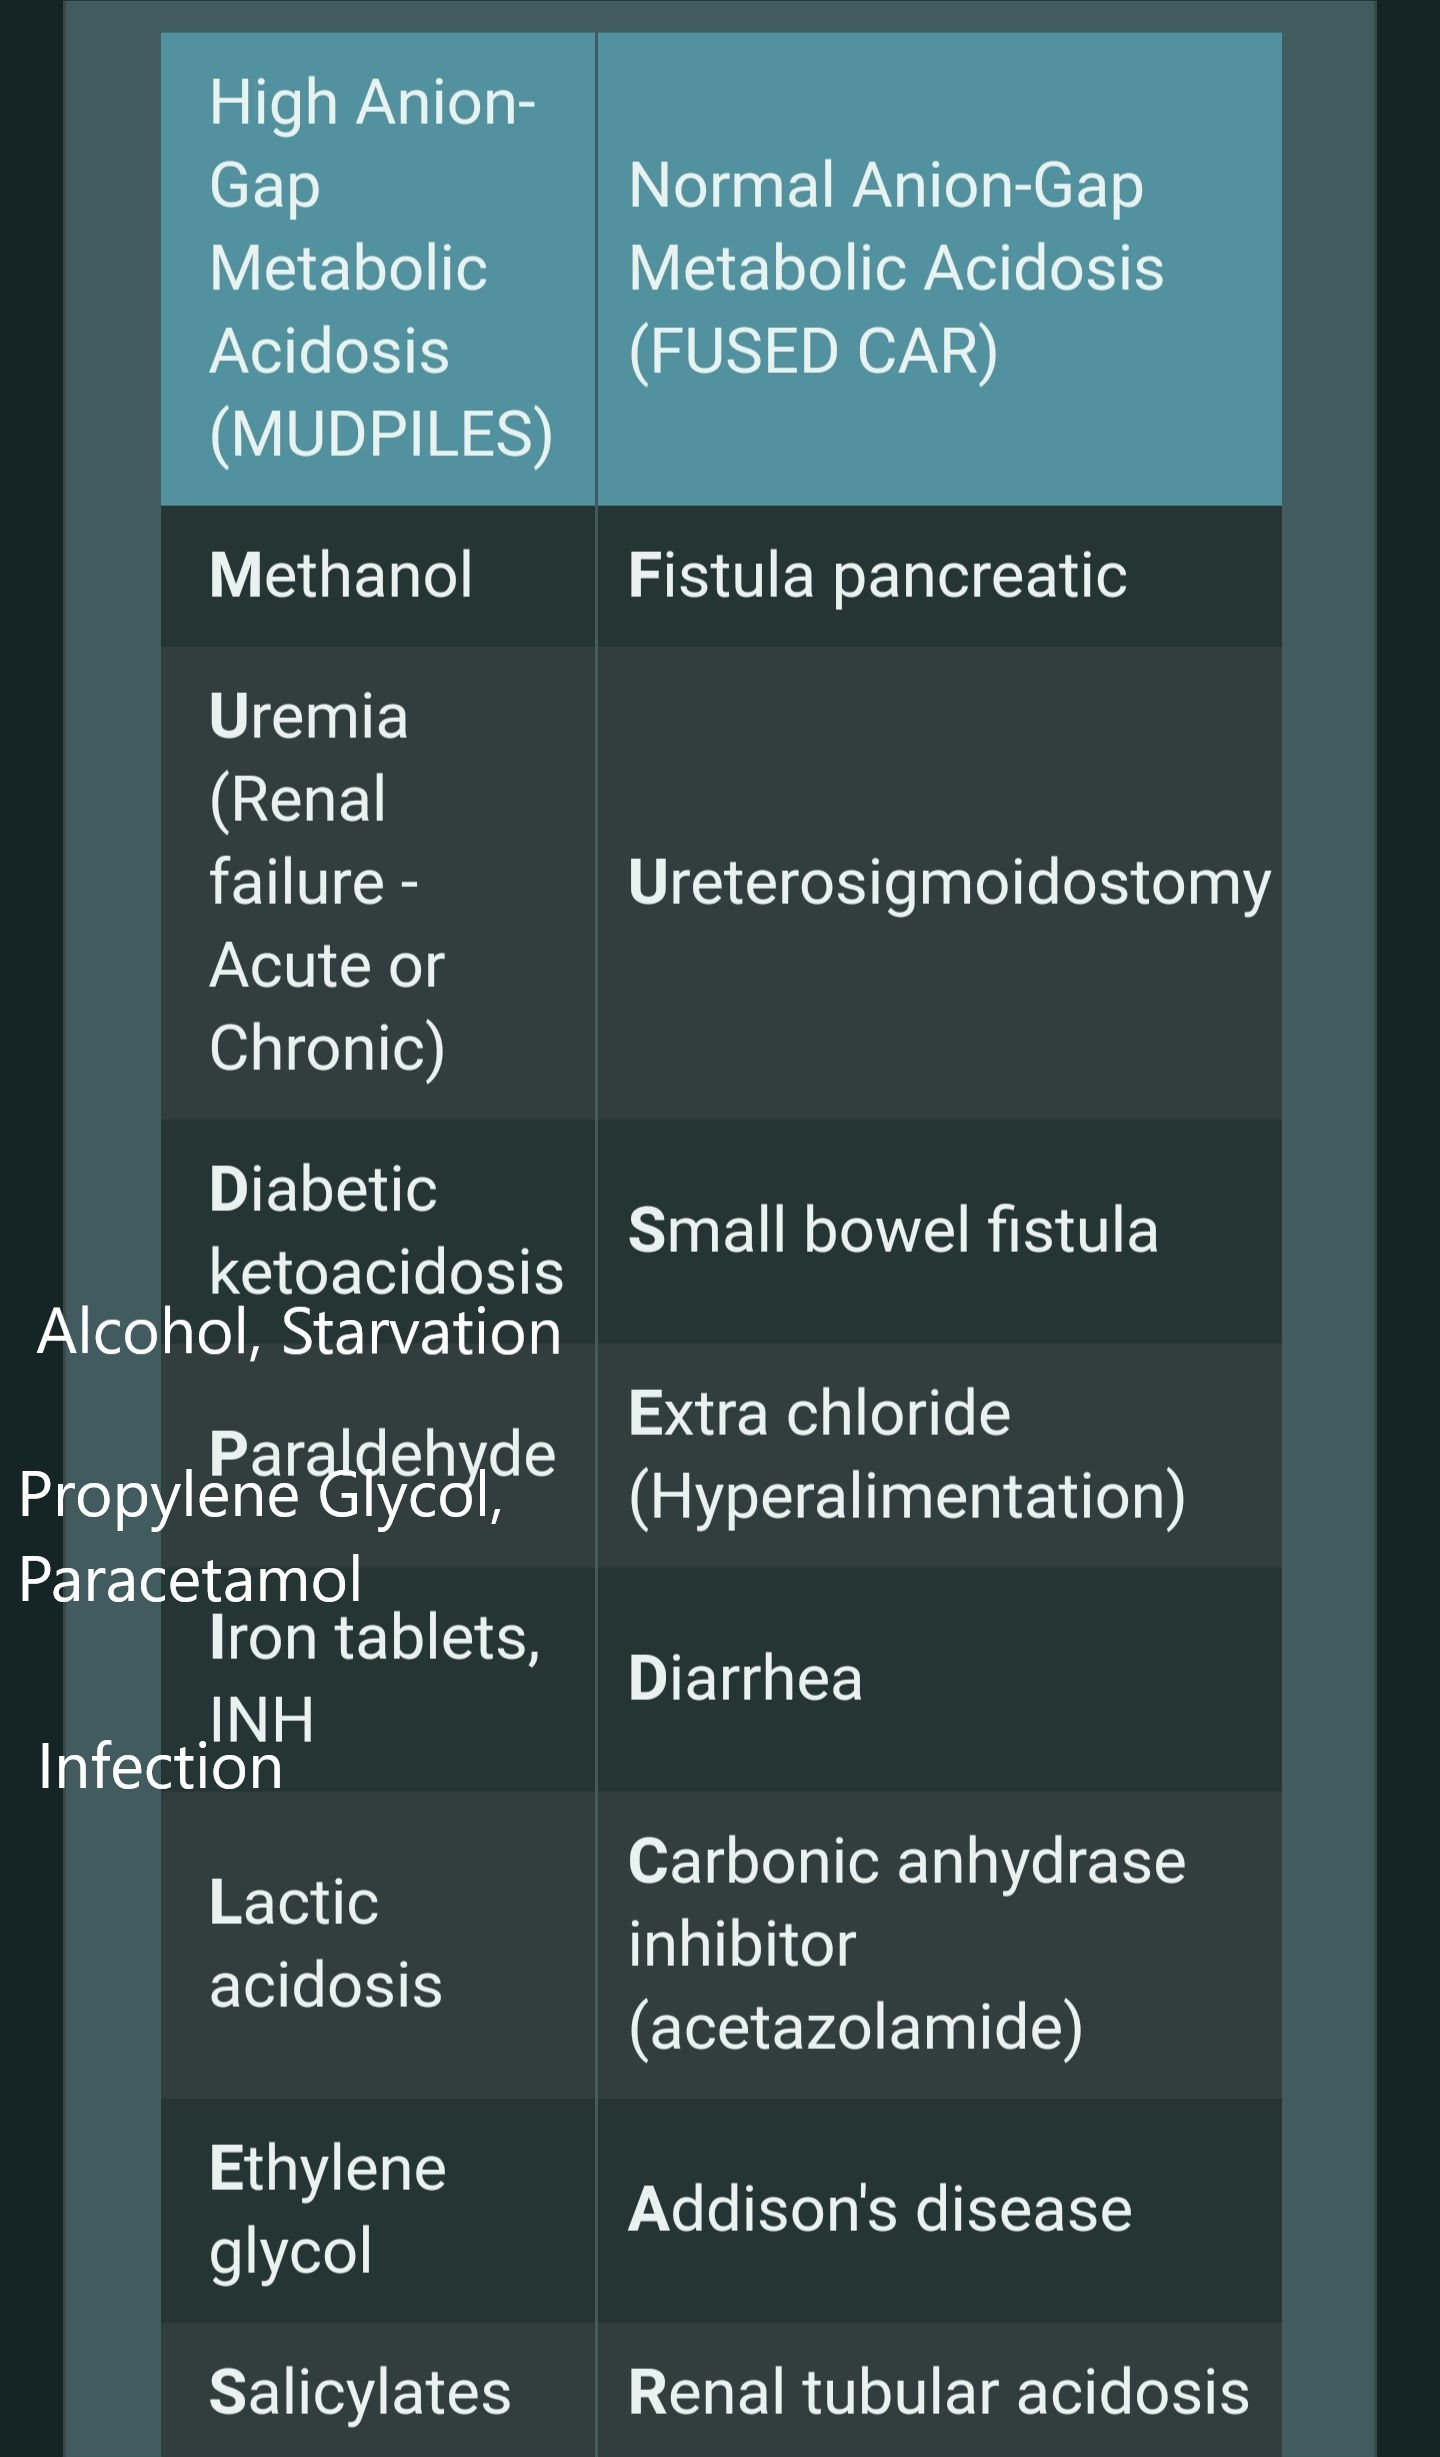 High Anion-
Gap
Metabolic
Acidosis
(MUDPILES)
Normal Anion-Gap
Metabolic Acidosis
(FUSED CAR)
Methanol
Fistula pancreatic
Uremia
(Renal
failure -
Acute or
Chronic)
Ureterosigmoidostomy
Diabetic
ketoacidosis
Alcohol, Starvation
Small bowel fistula
Paraldehyde
Propylene Glycol,
Paracetamol
Extra chloride
(Hyperalimentation)
Iron tablets,
INH
Infection
Diarrhea
Lactic
acidosis
Carbonic anhydrase
inhibitor
(acetazolamide)
Ethylene
glycol
Addison's disease
Salicylates
Renal tubular acidosis